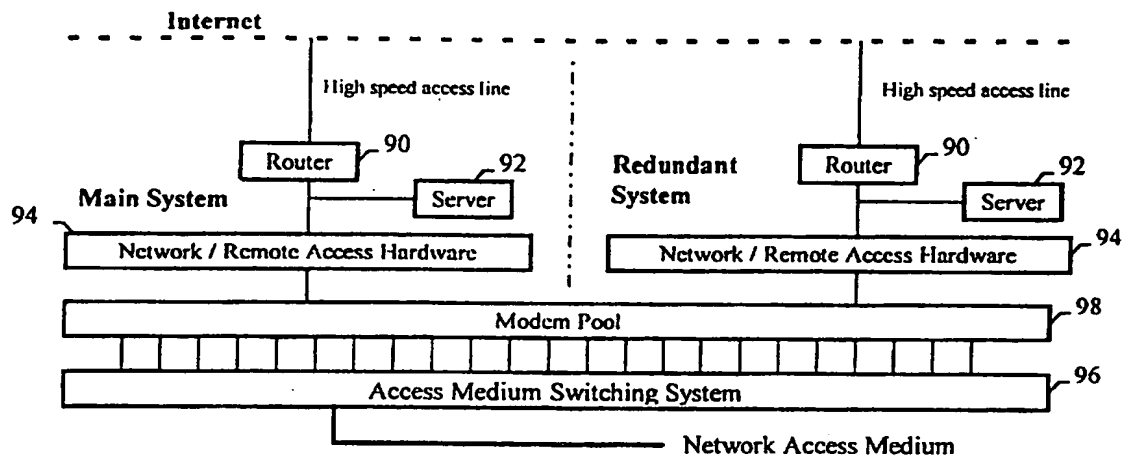 Internet
High speed access line
High speed access line
Router
90
Router
90
Main System
Server
92
Redundant
System
Server
92
94
Network / Remote Access Hardware
Network / Remote Access Hardware
94
Modem Pool
98
Access Medium Switching System
96
Network Access Medium